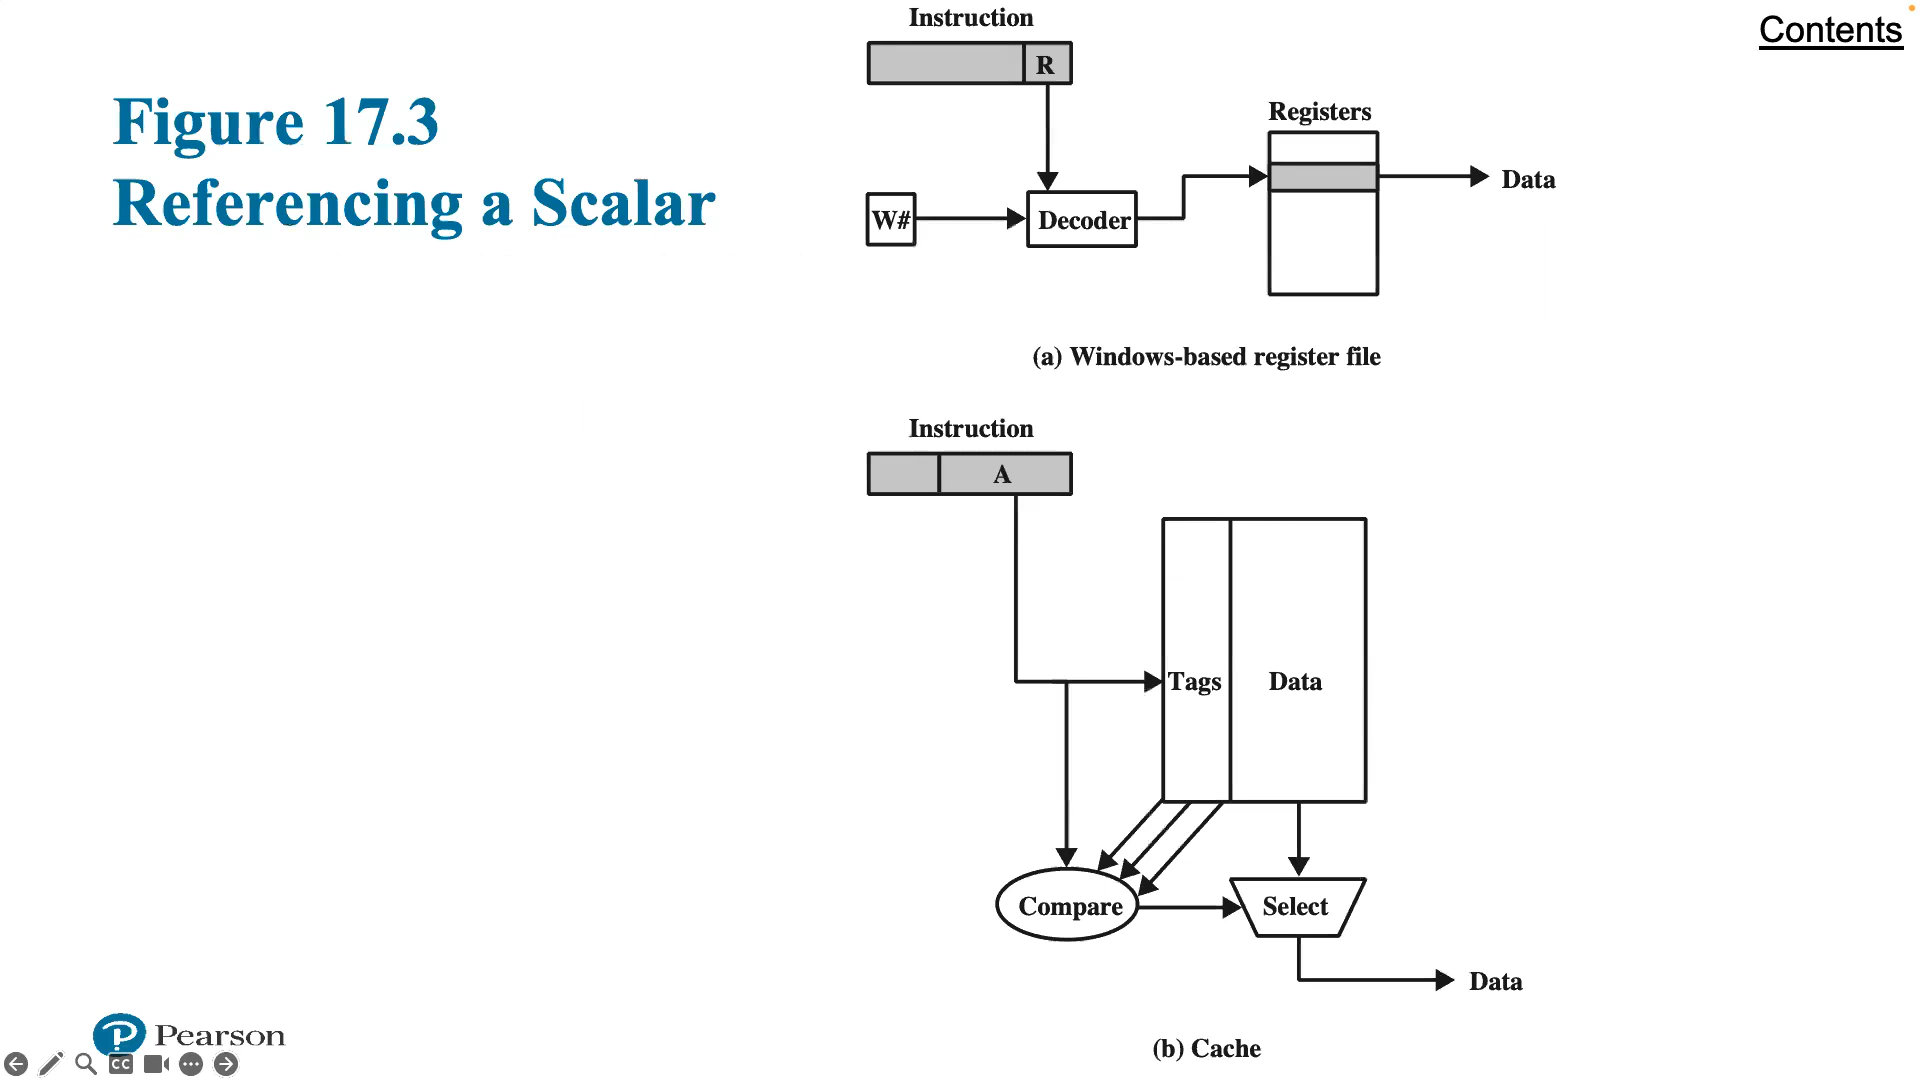 Contents
Figure 17.3
Referencing a Scalar
Instruction
R
Registers
W#
Decoder
Data
(a) Windows-based register file
Instruction
A
Tags
Data
Compare
Select
Data
(b) Cache
P Pearson
CC